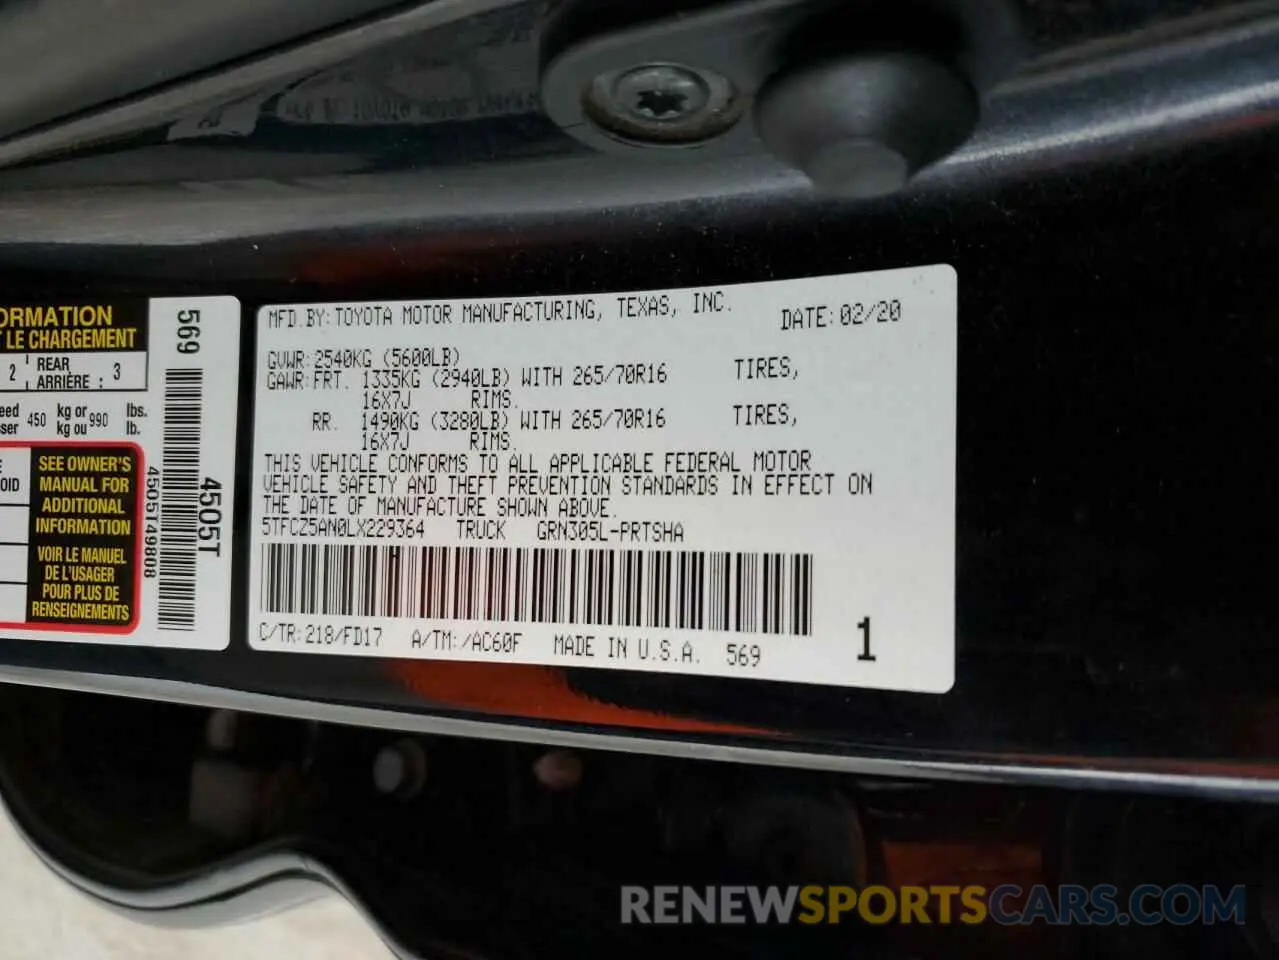 ORMATION
T LE CHARGEMENT
2 REAR ARRIÈRE : 3
eed 450 kg or 990 lbs.
sser kg ou lb.
SEE OWNER'S
MANUAL FOR
ADDITIONAL
INFORMATION
VOIR LE MANUEL
DE L'USAGER
POUR PLUS DE
RENSEIGNEMENTS
569
4505T
4505T49808
MFD.BY:TOYOTA MOTOR MANUFACTURING, TEXAS, INC. DATE:02/20
GVWR:2540KG (5600LB)
GAWR:FRT. 1335KG (2940LB) WITH 265/70R16 TIRES,
16X7J RIMS.
RR. 1490KG (3280LB) WITH 265/70R16 TIRES,
16X7J RIMS.
THIS VEHICLE CONFORMS TO ALL APPLICABLE FEDERAL MOTOR
VEHICLE SAFETY AND THEFT PREVENTION STANDARDS IN EFFECT ON
THE DATE OF MANUFACTURE SHOWN ABOVE.
5TFCZ5AN0LX229364 TRUCK GRN305L-PRTSHA
C/TR:218/FD17 A/TM:/AC60F MADE IN U.S.A. 569 1
RENEWSPORTSCARS.COM